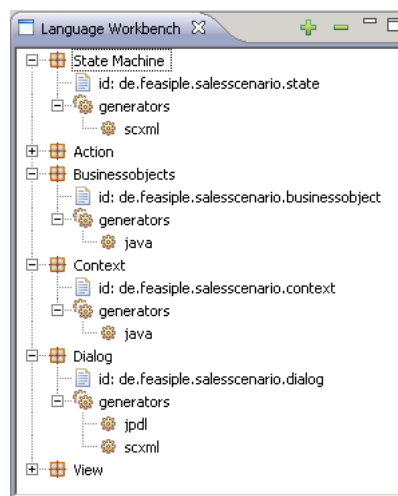 Language Workbench
State Machine
id: de.feasiple.salesscenario.state
generators
scxml
Action
Businessobjects
id: de.feasiple.salesscenario.businessobject
generators
java
Context
id: de.feasiple.salesscenario.context
generators
java
Dialog
id: de.feasiple.salesscenario.dialog
generators
jpdl
scxml
View